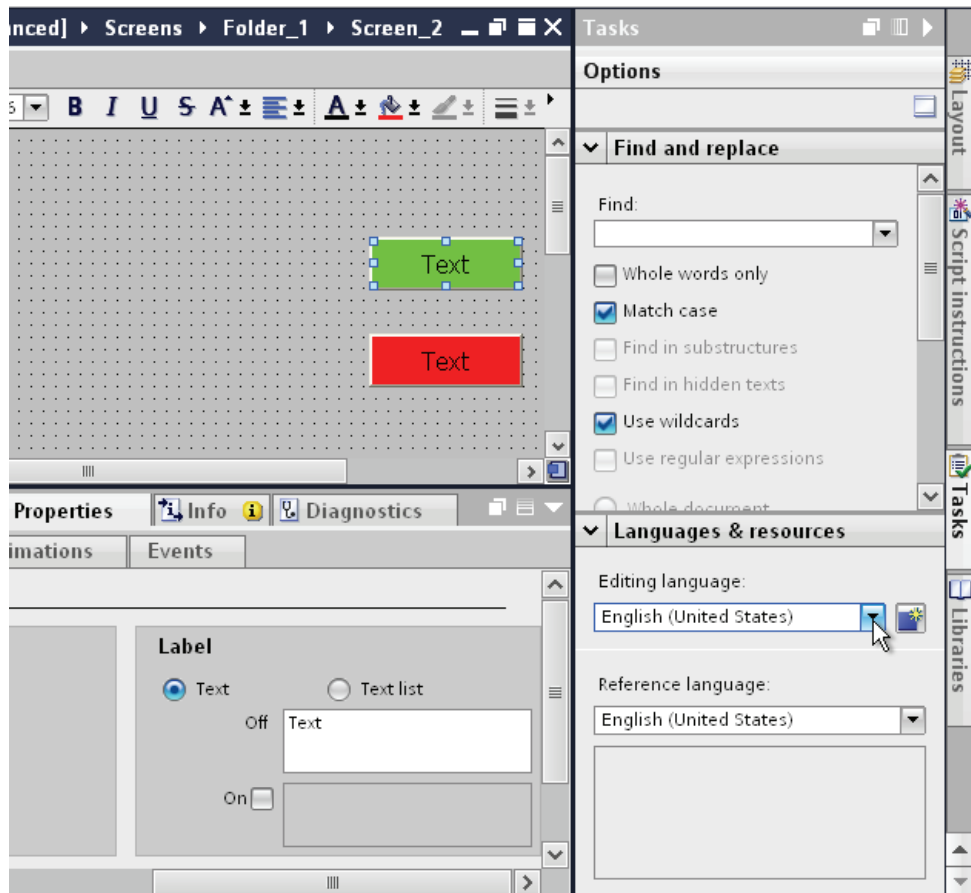 nced] ▸ Screens ▸ Folder_1 ▸ Screen_2
Tasks
Options
B I U S A A
Find and replace
Find:
Whole words only
Match case
Find in substructures
Find in hidden texts
Use wildcards
Use regular expressions
Whole document
Text
Text
Properties
Info
Diagnostics
imations
Events
Label
Text
Text list
Off
Text
On
Languages & resources
Editing language:
English (United States)
Reference language:
English (United States)
Layout
Script instructions
Tasks
Libraries